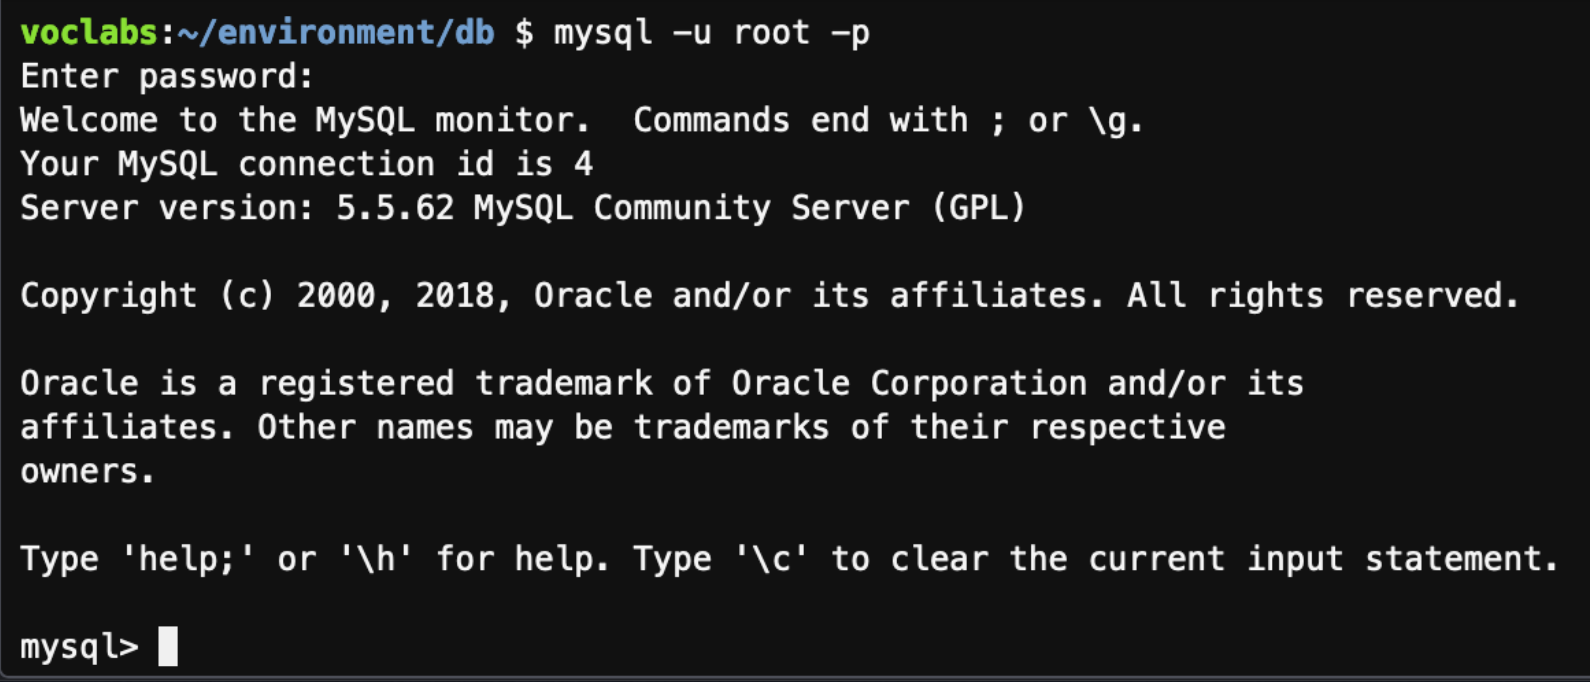 voclabs:~/environment/db $ mysql -u root -p
Enter password:
Welcome to the MySQL monitor.  Commands end with ; or \g.
Your MySQL connection id is 4
Server version: 5.5.62 MySQL Community Server (GPL)

Copyright (c) 2000, 2018, Oracle and/or its affiliates. All rights reserved.

Oracle is a registered trademark of Oracle Corporation and/or its
affiliates. Other names may be trademarks of their respective
owners.

Type 'help;' or '\h' for help. Type '\c' to clear the current input statement.

mysql>